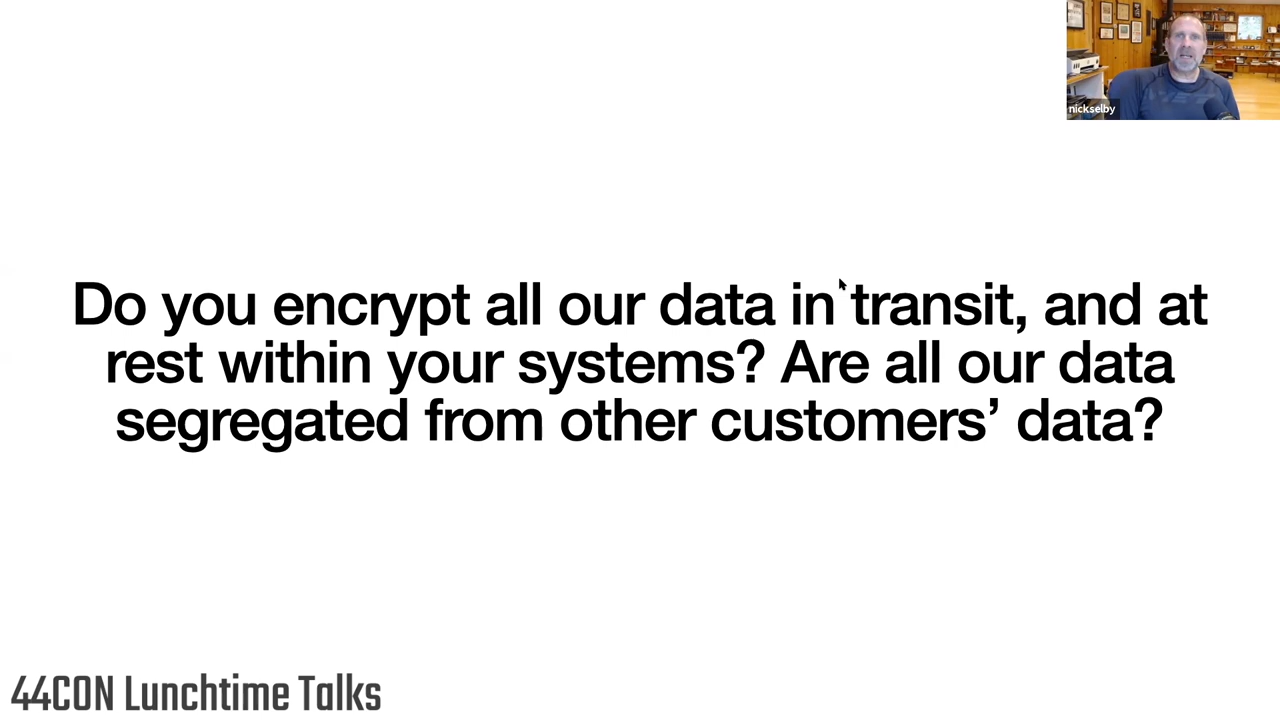 nickselby
Do you encrypt all our data in transit, and at
rest within your systems? Are all our data
segregated from other customers’ data?
44CON Lunchtime Talks